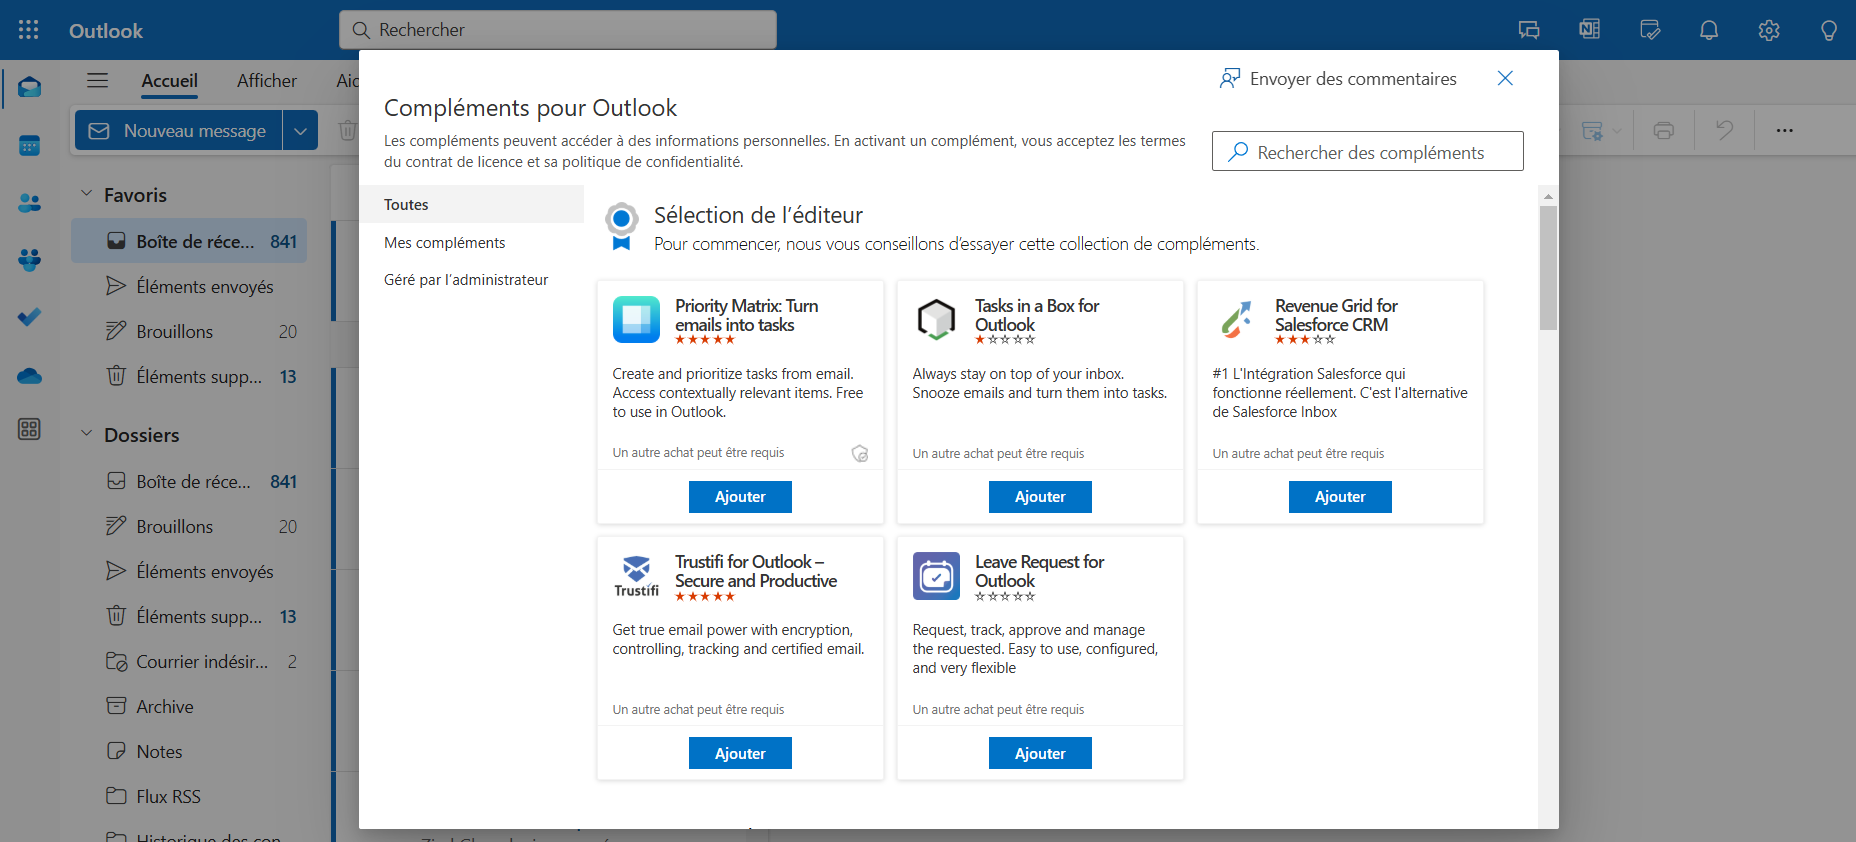 Outlook
Rechercher
Accueil
Afficher
Aic
Nouveau message
Favoris
Boîte de réce... 841
Éléments envoyés
Brouillons 20
Éléments supp... 13
Dossiers
Boîte de réce... 841
Brouillons 20
Éléments envoyés
Éléments supp... 13
Courrier indésir... 2
Archive
Notes
Flux RSS
Historique des con
Envoyer des commentaires
Compléments pour Outlook
Les compléments peuvent accéder à des informations personnelles. En activant un complément, vous acceptez les termes
du contrat de licence et sa politique de confidentialité.
Rechercher des compléments
Toutes
Mes compléments
Géré par l’administrateur
Sélection de l’éditeur
Pour commencer, nous vous conseillons d’essayer cette collection de compléments.
Priority Matrix: Turn
emails into tasks
Create and prioritize tasks from email.
Access contextually relevant items. Free
to use in Outlook.
Un autre achat peut être requis
Ajouter
Tasks in a Box for
Outlook
Always stay on top of your inbox.
Snooze emails and turn them into tasks.
Un autre achat peut être requis
Ajouter
Revenue Grid for
Salesforce CRM
#1 L'Intégration Salesforce qui
fonctionne réellement. C'est l'alternative
de Salesforce Inbox
Un autre achat peut être requis
Ajouter
Trustifi
Trustifi for Outlook –
Secure and Productive
Get true email power with encryption,
controlling, tracking and certified email.
Un autre achat peut être requis
Ajouter
Leave Request for
Outlook
Request, track, approve and manage
the requested. Easy to use, configured,
and very flexible
Un autre achat peut être requis
Ajouter